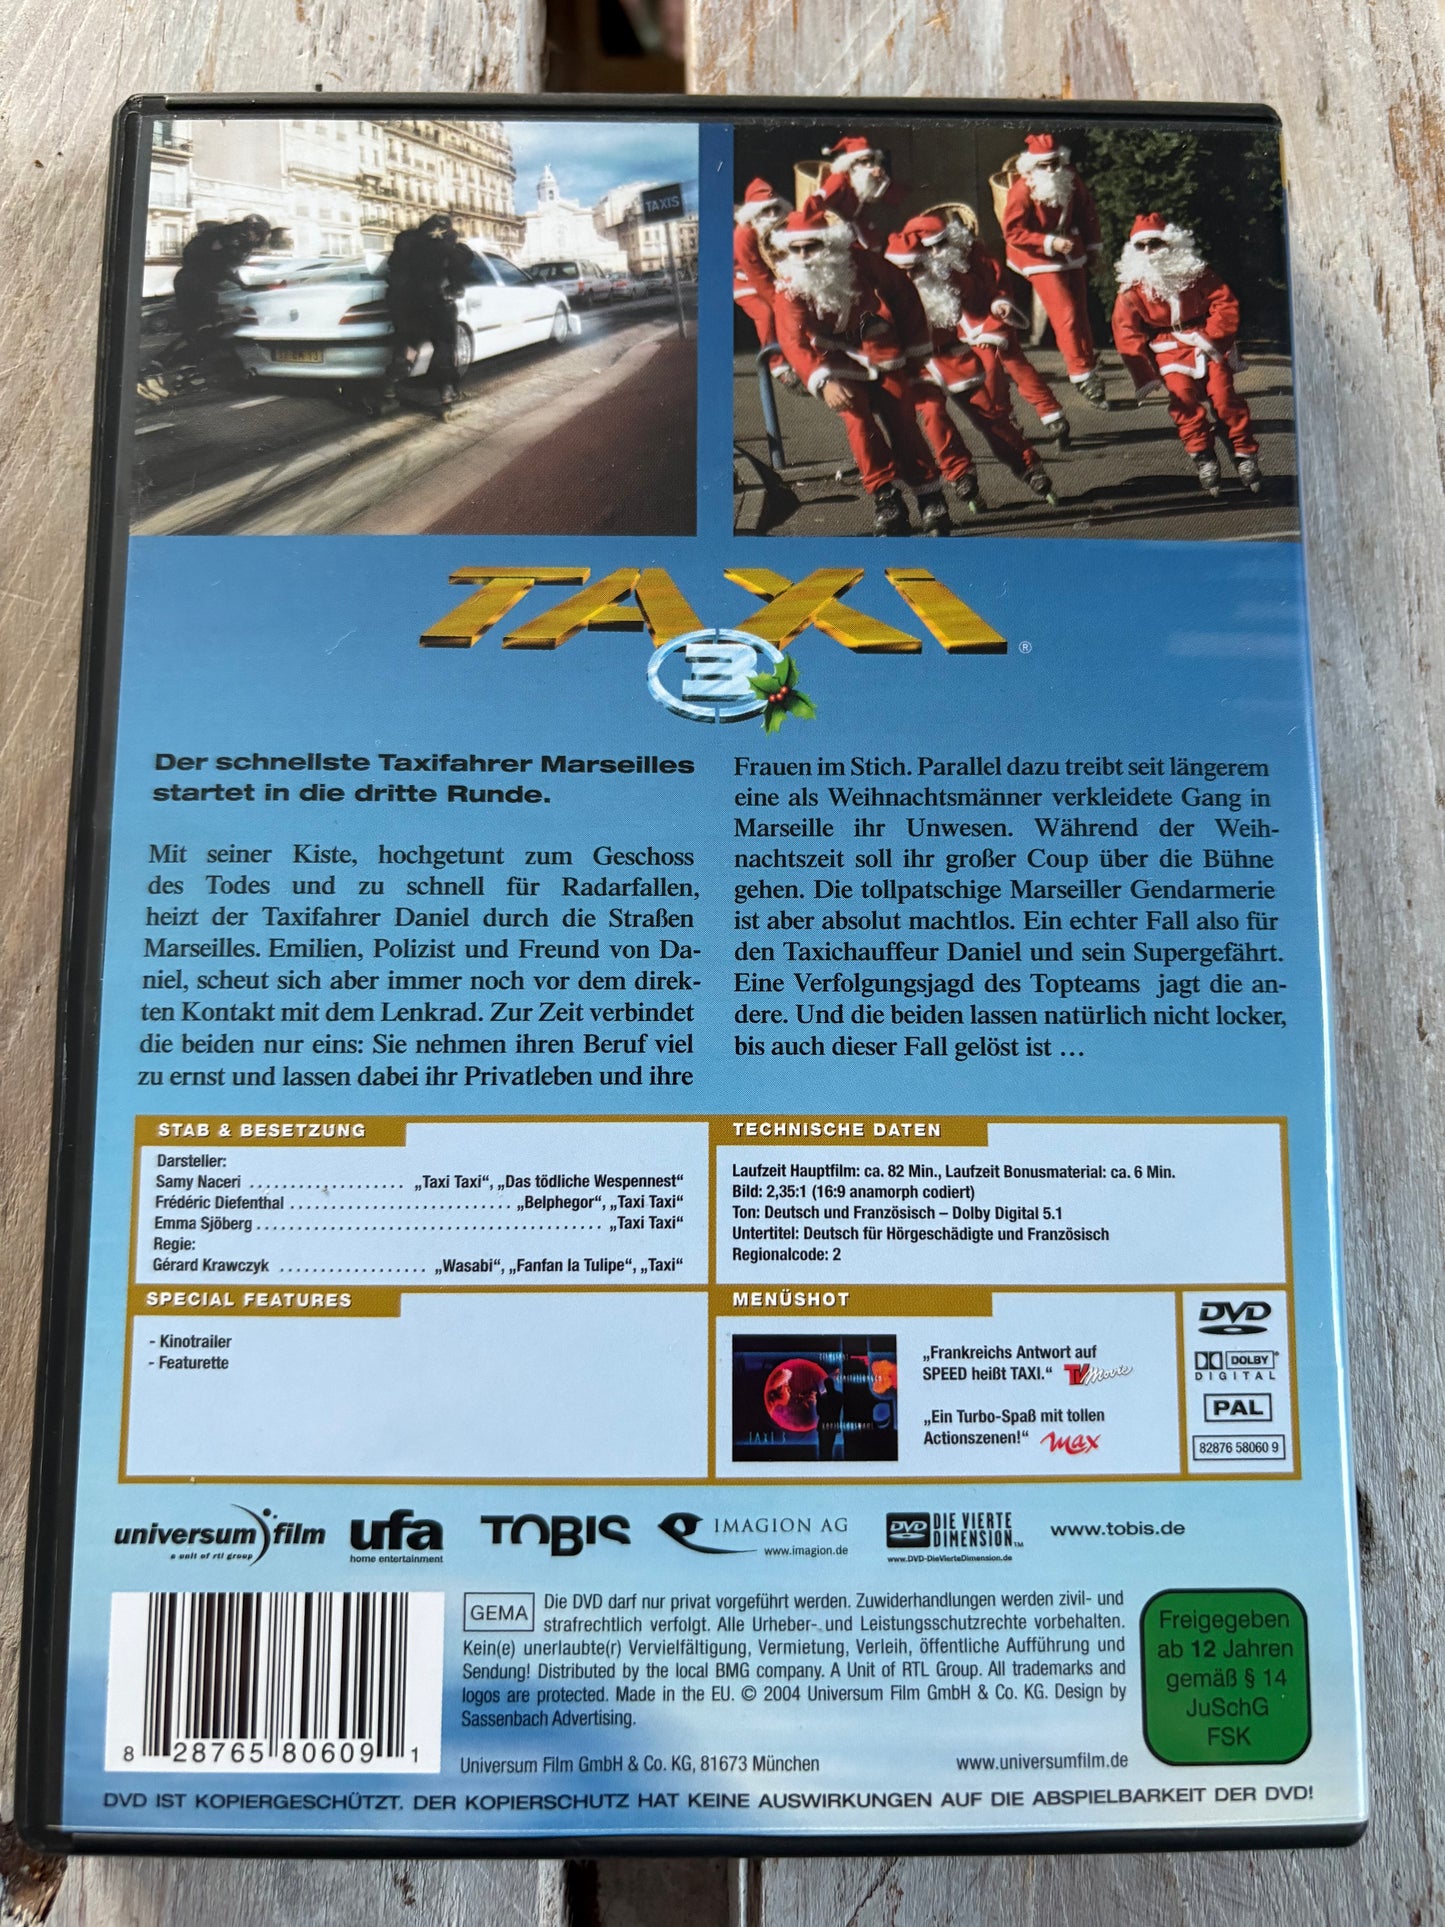 TAXIS
TAXi
3
®
Der schnellste Taxifahrer Marseilles
startet in die dritte Runde.
Mit seiner Kiste, hochgetunt zum Geschoss
des Todes und zu schnell für Radarfallen,
heizt der Taxifahrer Daniel durch die Straßen
Marseilles. Emilien, Polizist und Freund von Da-
niel, scheut sich aber immer noch vor dem direk-
ten Kontakt mit dem Lenkrad. Zur Zeit verbindet
die beiden nur eins: Sie nehmen ihren Beruf viel
zu ernst und lassen dabei ihr Privatleben und ihre
Frauen im Stich. Parallel dazu treibt seit längerem
eine als Weihnachtsmänner verkleidete Gang in
Marseille ihr Unwesen. Während der Weih-
nachtszeit soll ihr großer Coup über die Bühne
gehen. Die tollpatschige Marseiller Gendarmerie
ist aber absolut machtlos. Ein echter Fall also für
den Taxichauffeur Daniel und sein Supergefährt.
Eine Verfolgungsjagd des Topteams jagt die an-
dere. Und die beiden lassen natürlich nicht locker,
bis auch dieser Fall gelöst ist ...
STAB & BESETZUNG
Darsteller:
Samy Naceri .................. „Taxi Taxi“, „Das tödliche Wespennest“
Frédéric Diefenthal .......................... „Belphegor“, „Taxi Taxi“
Emma Sjöberg ........................................ „Taxi Taxi“
Regie:
Gérard Krawczyk ................. „Wasabi“, „Fanfan la Tulipe“, „Taxi“
TECHNISCHE DATEN
Laufzeit Hauptfilm: ca. 82 Min., Laufzeit Bonusmaterial: ca. 6 Min.
Bild: 2,35:1 (16:9 anamorph codiert)
Ton: Deutsch und Französisch – Dolby Digital 5.1
Untertitel: Deutsch für Hörgeschädigte und Französisch
Regionalcode: 2
SPECIAL FEATURES
- Kinotrailer
- Featurette
MENÜSHOT
TAXI 3
„Frankreichs Antwort auf
SPEED heißt TAXI.“ TV Movie
„Ein Turbo-Spaß mit tollen
Actionszenen!“ max
DVD
DOLBY
DIGITAL
PAL
82876 58060 9
universum film
a unit of rtl group
ufa
home entertainment
TOBIS
IMAGION AG
www.imagion.de
DVD DIE VIERTE
DIMENSION™
www.DVD-DieVierteDimension.de
www.tobis.de
8 28765 80609 1
GEMA
Die DVD darf nur privat vorgeführt werden. Zuwiderhandlungen werden zivil- und
strafrechtlich verfolgt. Alle Urheber- und Leistungsschutzrechte vorbehalten.
Kein(e) unerlaubte(r) Vervielfältigung, Vermietung, Verleih, öffentliche Aufführung und
Sendung! Distributed by the local BMG company. A Unit of RTL Group. All trademarks and
logos are protected. Made in the EU. © 2004 Universum Film GmbH & Co. KG. Design by
Sassenbach Advertising.
Universum Film GmbH & Co. KG, 81673 München
www.universumfilm.de
Freigegeben
ab 12 Jahren
gemäß § 14
JuSchG
FSK
DVD IST KOPIERGESCHÜTZT. DER KOPIERSCHUTZ HAT KEINE AUSWIRKUNGEN AUF DIE ABSPIELBARKEIT DER DVD!